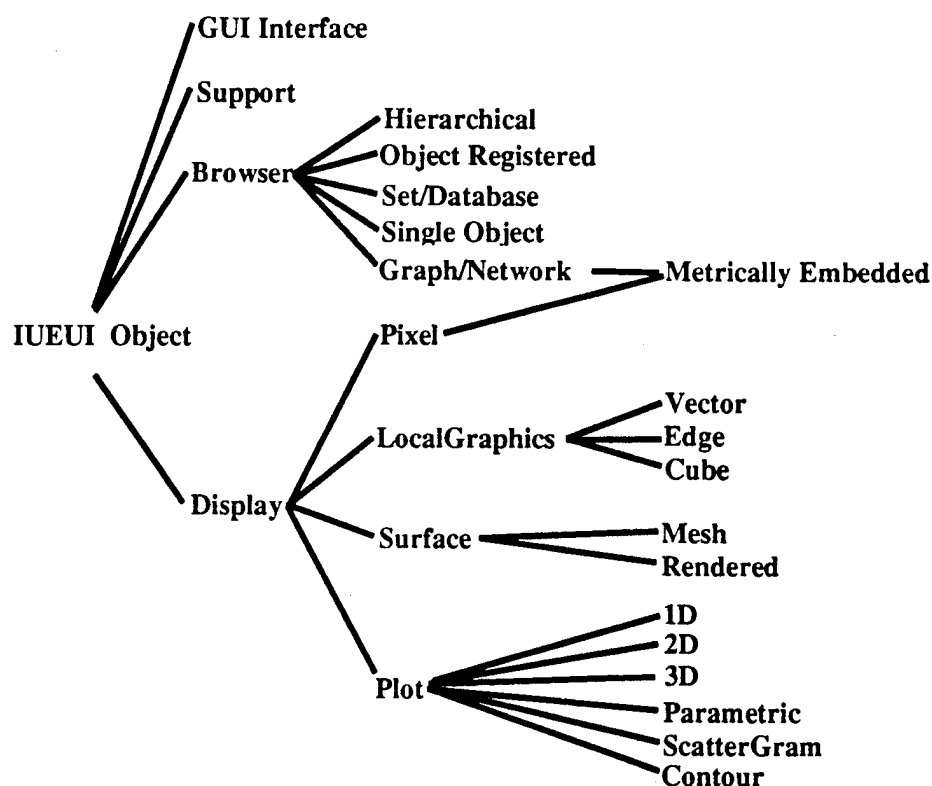 GUI Interface
Support
Browser
Hierarchical
Object Registered
Set/Database
Single Object
Graph/Network
Metrically Embedded
IUEUI Object
Pixel
LocalGraphics
Vector
Edge
Cube
Display
Surface
Mesh
Rendered
Plot
1D
2D
3D
Parametric
ScatterGram
Contour